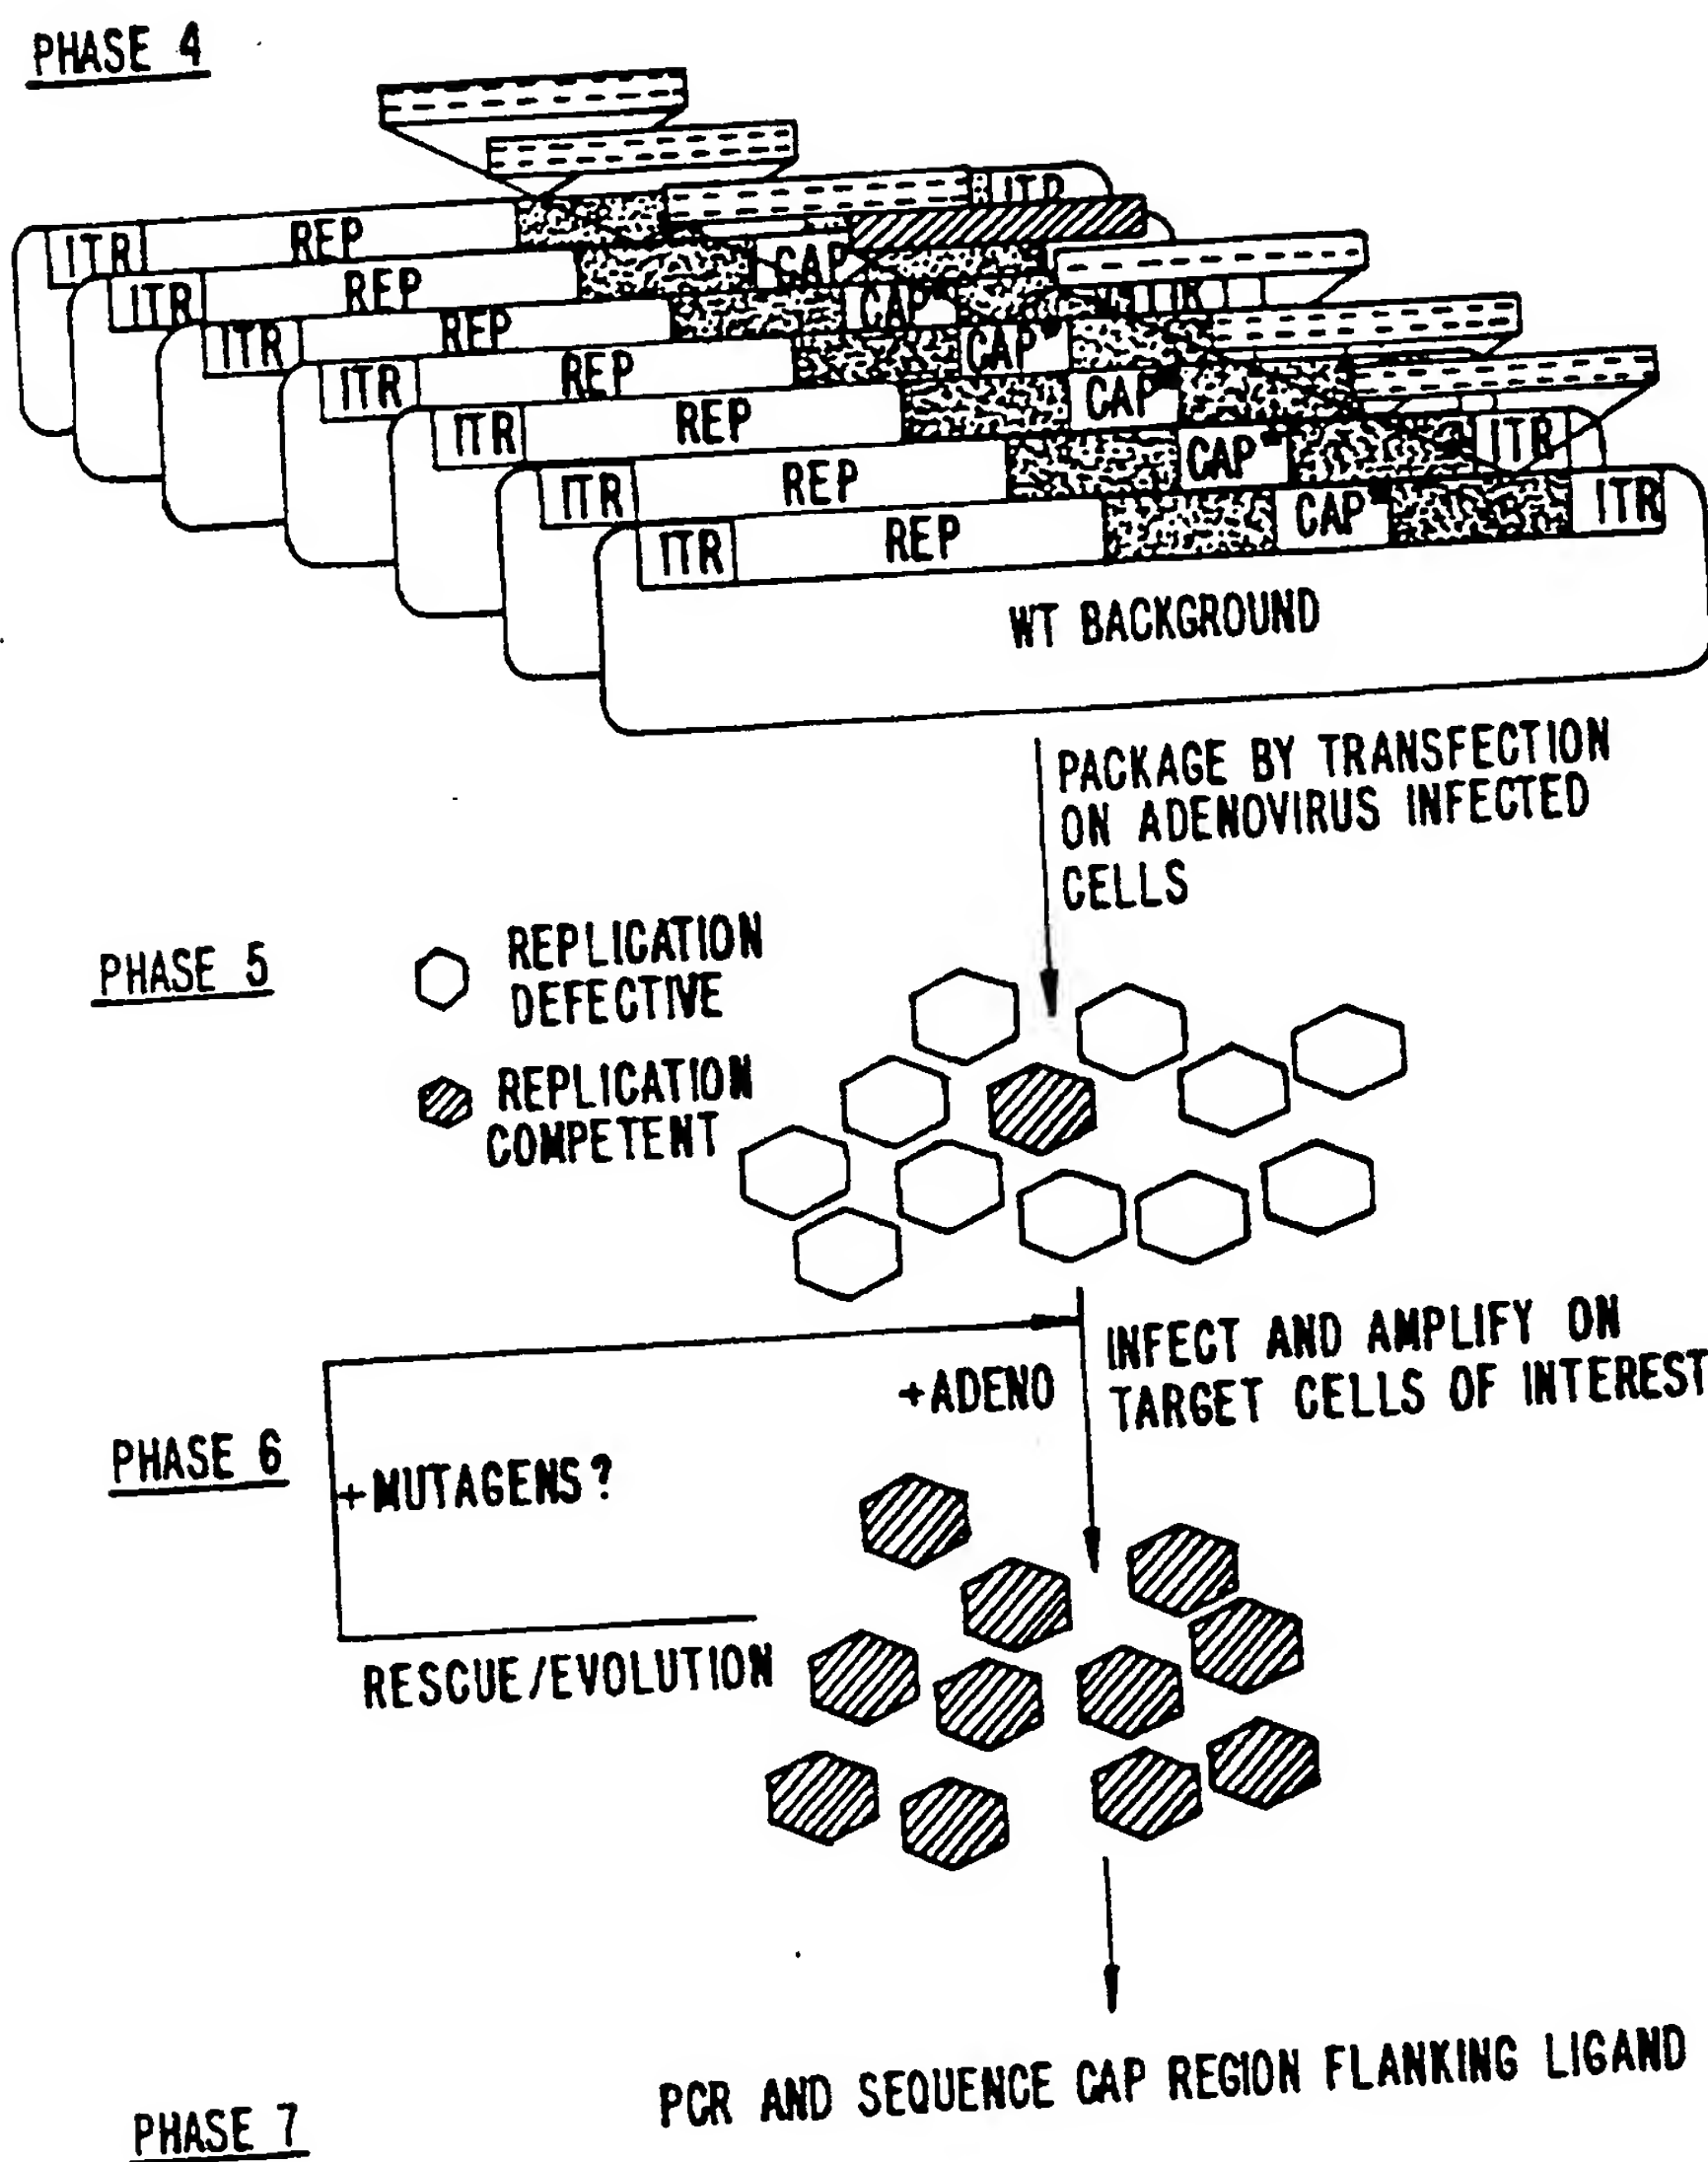 PHASE 4
ITR REP ITR
ITR REP CAP
ITR REP CAP ITR
ITR REP CAP
ITR REP CAP
ITR REP CAP ITR
ITR REP CAP ITR
WT BACKGROUND
PACKAGE BY TRANSFECTION
ON ADENOVIRUS INFECTED
CELLS
PHASE 5
REPLICATION
DEFECTIVE
REPLICATION
COMPETENT
INFECT AND AMPLIFY ON
TARGET CELLS OF INTEREST
+ADENO
PHASE 6
+MUTAGENS?
RESCUE/EVOLUTION
PCR AND SEQUENCE CAP REGION FLANKING LIGAND
PHASE 7